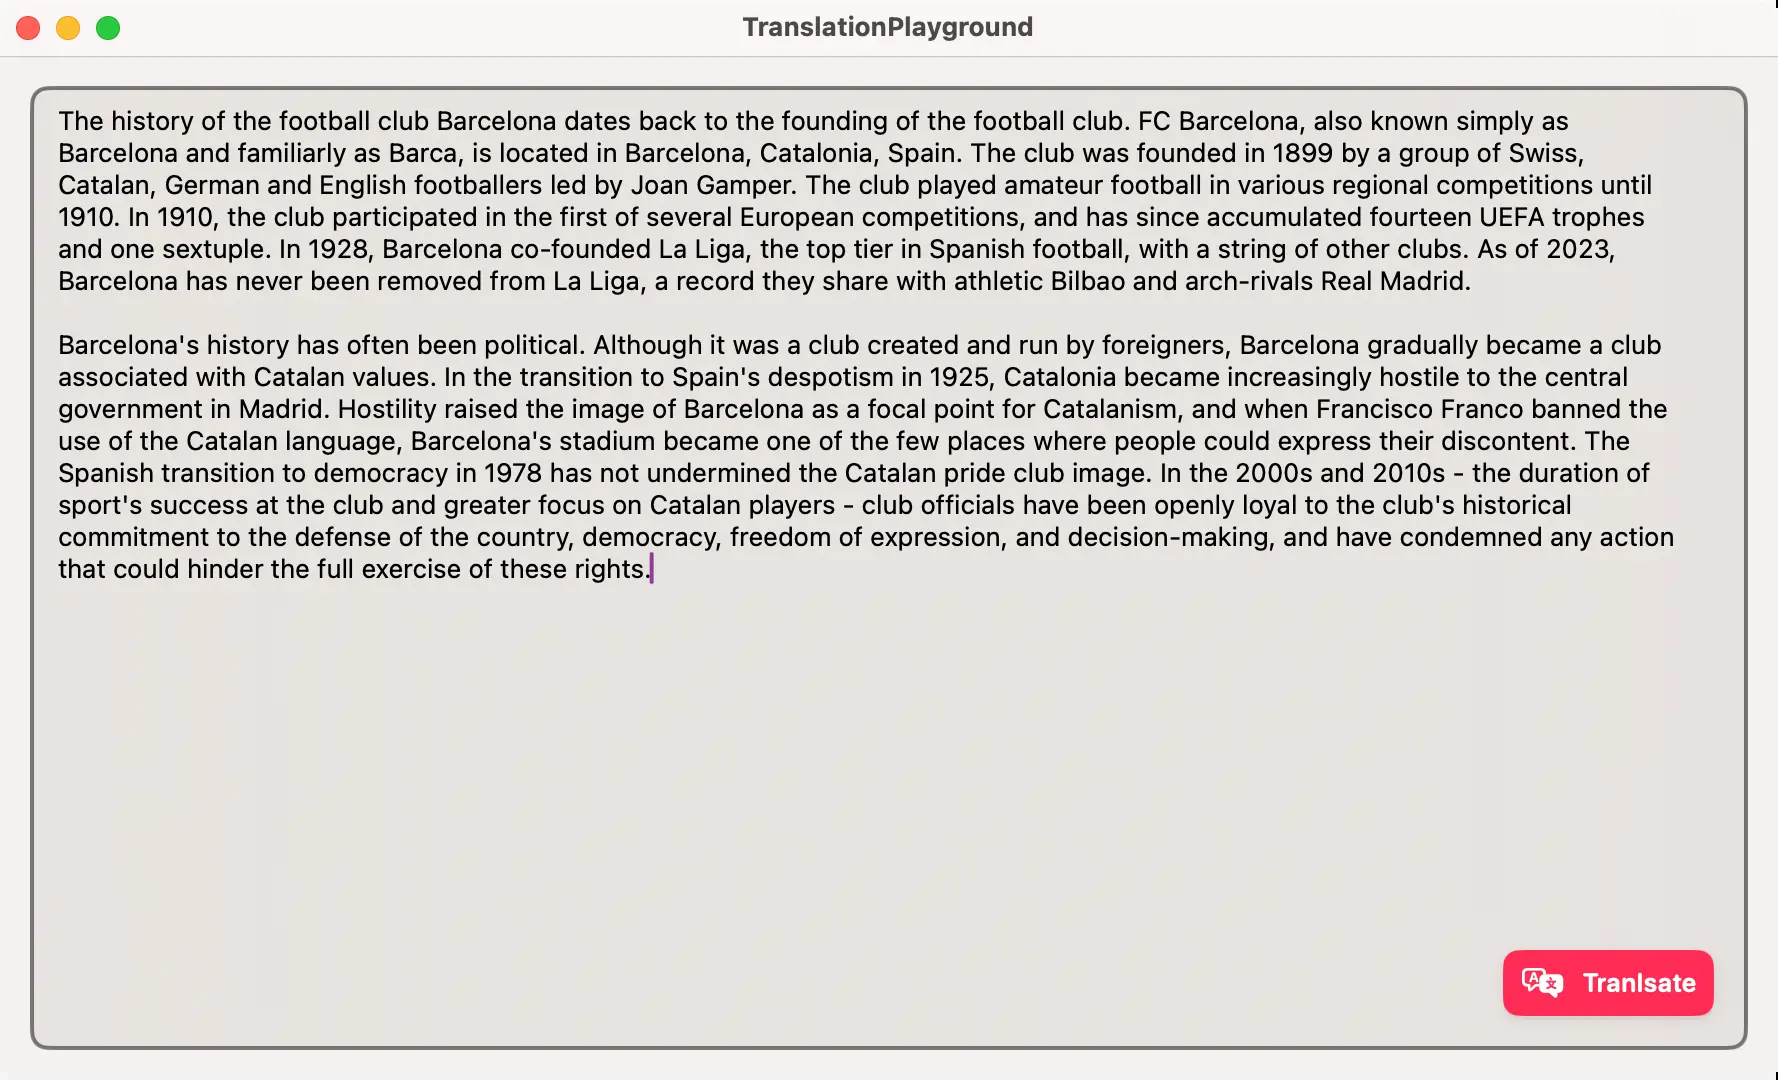 TranslationPlayground
The history of the football club Barcelona dates back to the founding of the football club. FC Barcelona, also known simply as
Barcelona and familiarly as Barca, is located in Barcelona, Catalonia, Spain. The club was founded in 1899 by a group of Swiss,
Catalan, German and English footballers led by Joan Gamper. The club played amateur football in various regional competitions until
1910. In 1910, the club participated in the first of several European competitions, and has since accumulated fourteen UEFA trophes
and one sextuple. In 1928, Barcelona co-founded La Liga, the top tier in Spanish football, with a string of other clubs. As of 2023,
Barcelona has never been removed from La Liga, a record they share with athletic Bilbao and arch-rivals Real Madrid.
Barcelona's history has often been political. Although it was a club created and run by foreigners, Barcelona gradually became a club
associated with Catalan values. In the transition to Spain's despotism in 1925, Catalonia became increasingly hostile to the central
government in Madrid. Hostility raised the image of Barcelona as a focal point for Catalanism, and when Francisco Franco banned the
use of the Catalan language, Barcelona's stadium became one of the few places where people could express their discontent. The
Spanish transition to democracy in 1978 has not undermined the Catalan pride club image. In the 2000s and 2010s - the duration of
sport's success at the club and greater focus on Catalan players - club officials have been openly loyal to the club's historical
commitment to the defense of the country, democracy, freedom of expression, and decision-making, and have condemned any action
that could hinder the full exercise of these rights.
Tranlsate